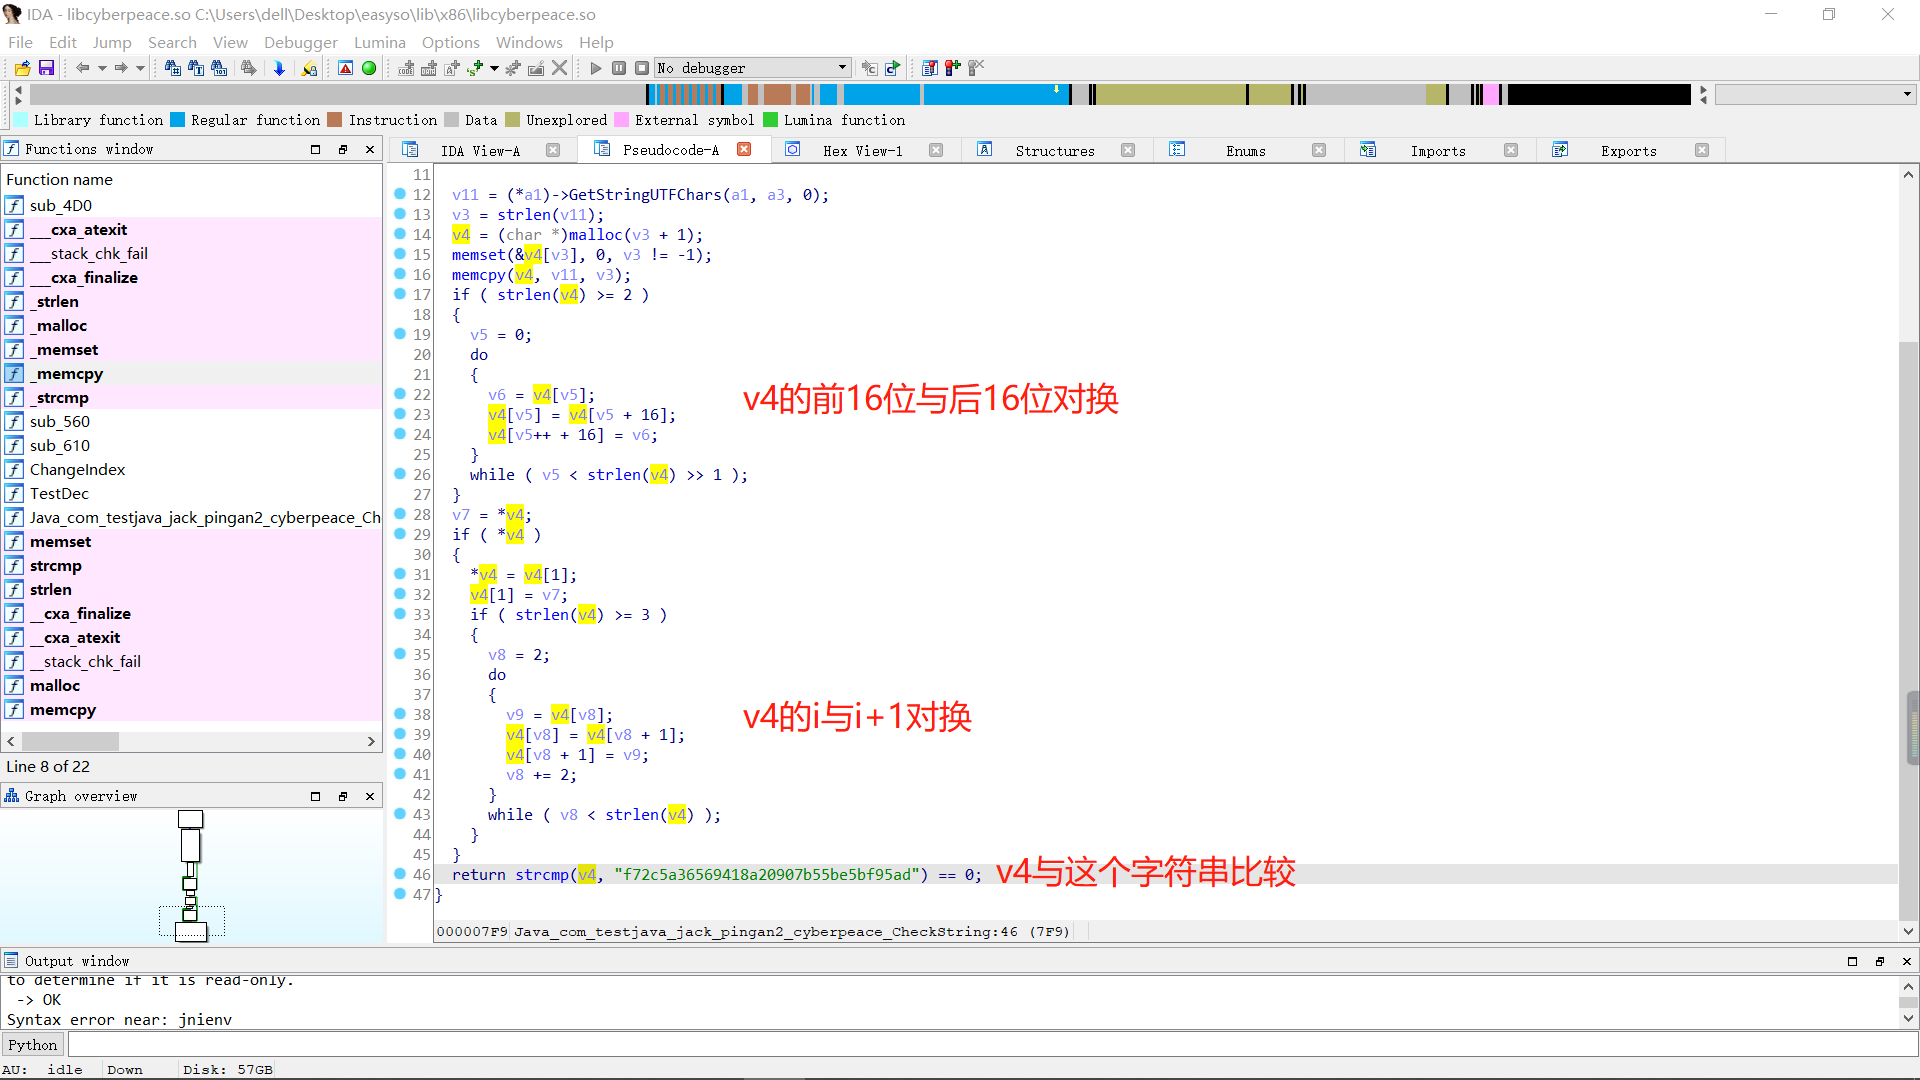 IDA - libcyberpeace.so C:\Users\dell\Desktop\easyso\lib\x86\libcyberpeace.so
File Edit Jump Search View Debugger Lumina Options Windows Help
No debugger
Library function Regular function Instruction Data Unexplored External symbol Lumina function
Functions window
IDA View-A Pseudocode-A Hex View-1 Structures Enums Imports Exports
Function name
sub_4D0
___cxa_atexit
___stack_chk_fail
___cxa_finalize
_strlen
_malloc
_memset
_memcpy
_strcmp
sub_560
sub_610
ChangeIndex
TestDec
Java_com_testjava_jack_pingan2_cyberpeace_Ch
memset
strcmp
strlen
__cxa_finalize
__cxa_atexit
__stack_chk_fail
malloc
memcpy
Line 8 of 22
Graph overview
11
12 v11 = (*a1)->GetStringUTFChars(a1, a3, 0);
13 v3 = strlen(v11);
14 v4 = (char *)malloc(v3 + 1);
15 memset(&v4[v3], 0, v3 != -1);
16 memcpy(v4, v11, v3);
17 if ( strlen(v4) >= 2 )
18 {
19 v5 = 0;
20 do
21 {
22 v6 = v4[v5];
23 v4[v5] = v4[v5 + 16];
24 v4[v5++ + 16] = v6;
25 }
26 while ( v5 < strlen(v4) >> 1 );
27 }
28 v7 = *v4;
29 if ( *v4 )
30 {
31 *v4 = v4[1];
32 v4[1] = v7;
33 if ( strlen(v4) >= 3 )
34 {
35 v8 = 2;
36 do
37 {
38 v9 = v4[v8];
39 v4[v8] = v4[v8 + 1];
40 v4[v8 + 1] = v9;
41 v8 += 2;
42 }
43 while ( v8 < strlen(v4) );
44 }
45 }
46 return strcmp(v4, "f72c5a36569418a20907b55be5bf95ad") == 0;
47 }
v4的前16位与后16位对换
v4的i与i+1对换
v4与这个字符串比较
000007F9 Java_com_testjava_jack_pingan2_cyberpeace_CheckString:46 (7F9)
Output window
to determine if it is read-only.
-> OK
Syntax error near: jnienv
Python
AU: idle Down Disk: 57GB